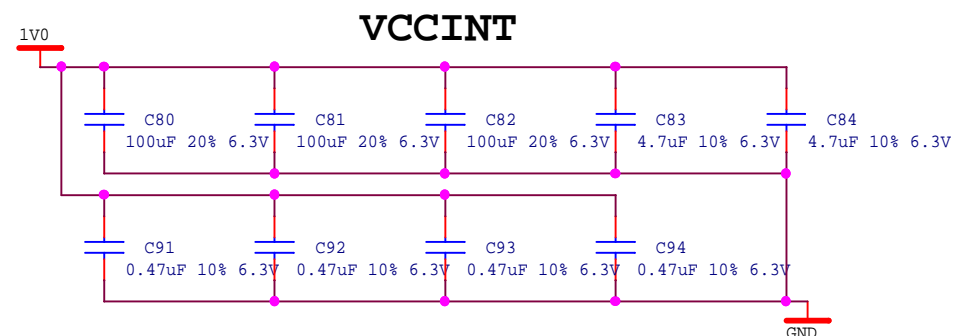 VCCINT
1V0
C80 C81 C82 C83 C84
100uF 20% 6.3V 100uF 20% 6.3V 100uF 20% 6.3V 4.7uF 10% 6.3V 4.7uF 10% 6.3V
C91 C92 C93 C94
0.47uF 10% 6.3V 0.47uF 10% 6.3V 0.47uF 10% 6.3V 0.47uF 10% 6.3V
GND